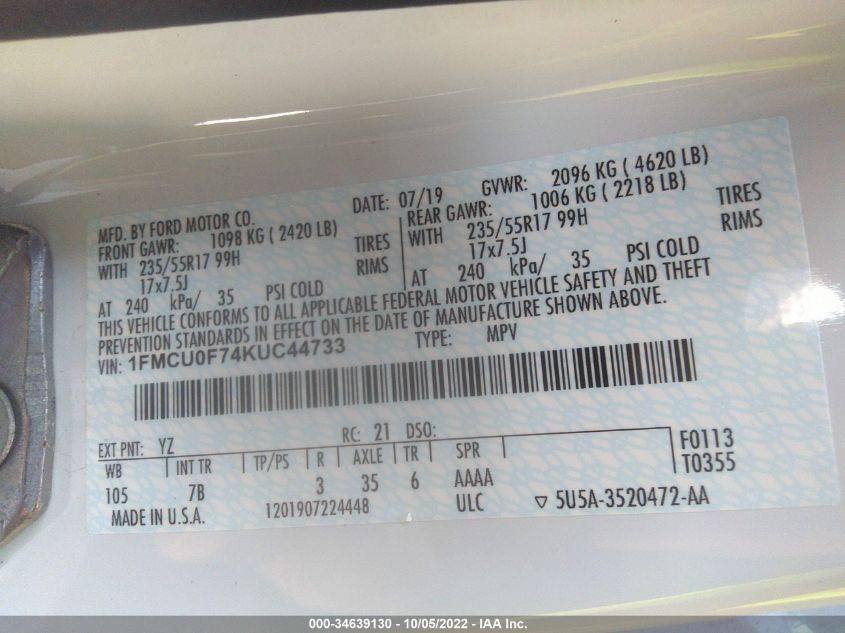 MFD. BY FORD MOTOR CO.
DATE: 07/19
GVWR: 2096 KG ( 4620 LB)
FRONT GAWR: 1098 KG ( 2420 LB)
WITH 235/55R17 99H TIRES
17x7.5J RIMS
AT 240 kPa/ 35 PSI COLD
REAR GAWR: 1006 KG ( 2218 LB)
WITH 235/55R17 99H TIRES
17x7.5J RIMS
AT 240 kPa/ 35 PSI COLD
THIS VEHICLE CONFORMS TO ALL APPLICABLE FEDERAL MOTOR VEHICLE SAFETY AND THEFT
PREVENTION STANDARDS IN EFFECT ON THE DATE OF MANUFACTURE SHOWN ABOVE.
VIN: 1FMCU0F74KUC44733 TYPE: MPV
EXT PNT: YZ RC: 21 DSO:
WB INT TR TP/PS R AXLE TR SPR F0113
105 7B 3 35 6 AAAA T0355
MADE IN U.S.A. 1201907224448 ULC ▽ 5U5A-3520472-AA
000-34639130 - 10/05/2022 - IAA Inc.